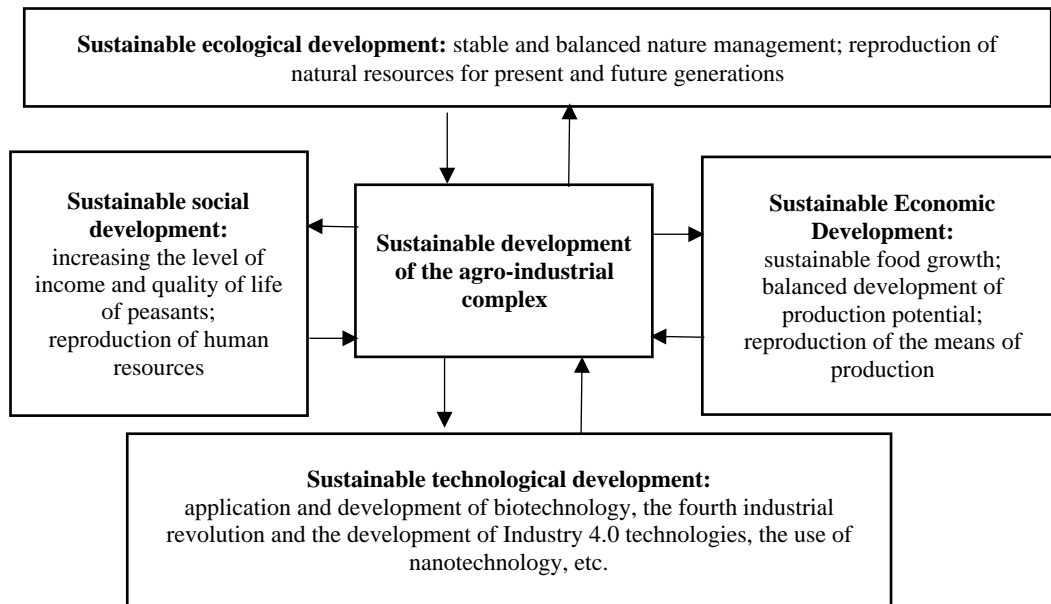 Sustainable ecological development: stable and balanced nature management; reproduction of
natural resources for present and future generations
Sustainable social
development:
increasing the level of
income and quality of life
of peasants;
reproduction of human
resources
Sustainable development
of the agro-industrial
complex
Sustainable Economic
Development:
sustainable food growth;
balanced development of
production potential;
reproduction of the means of
production
Sustainable technological development:
application and development of biotechnology, the fourth industrial
revolution and the development of Industry 4.0 technologies, the use of
nanotechnology, etc.